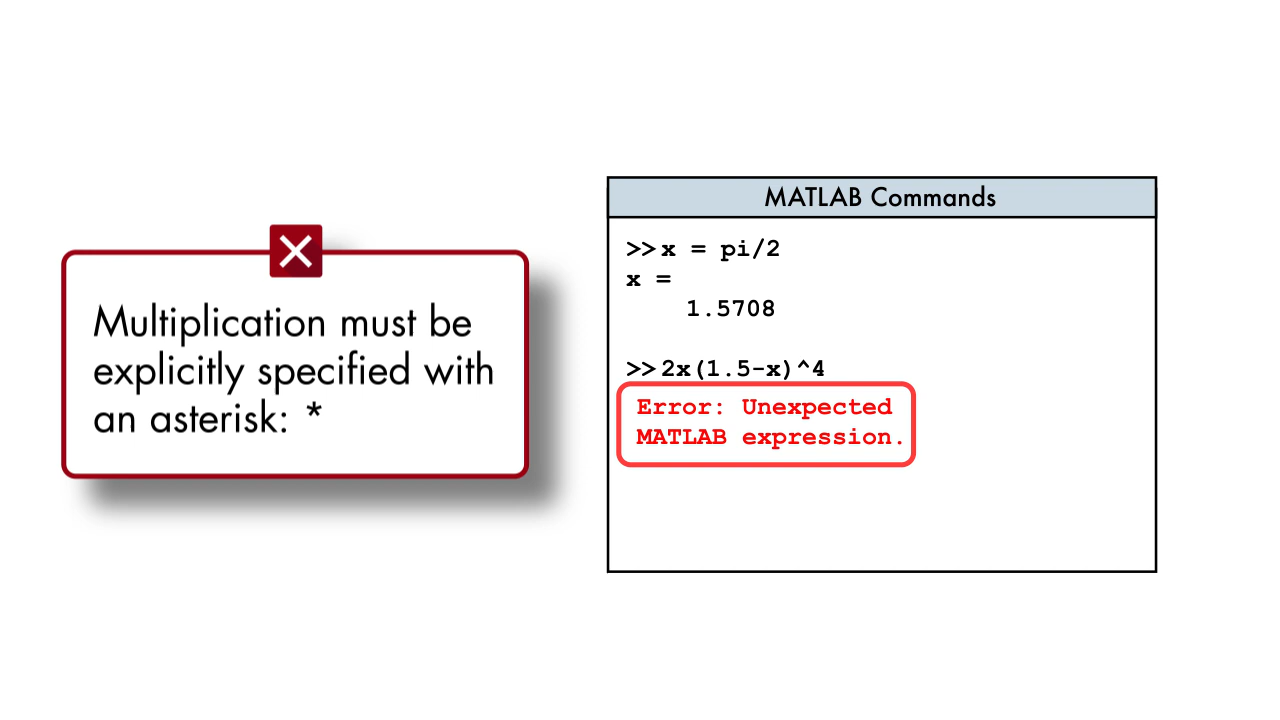 Multiplication must be
explicitly specified with
an asterisk: *
MATLAB Commands
>>x = pi/2
x =
1.5708
>>2x(1.5-x)^4
Error: Unexpected
MATLAB expression.